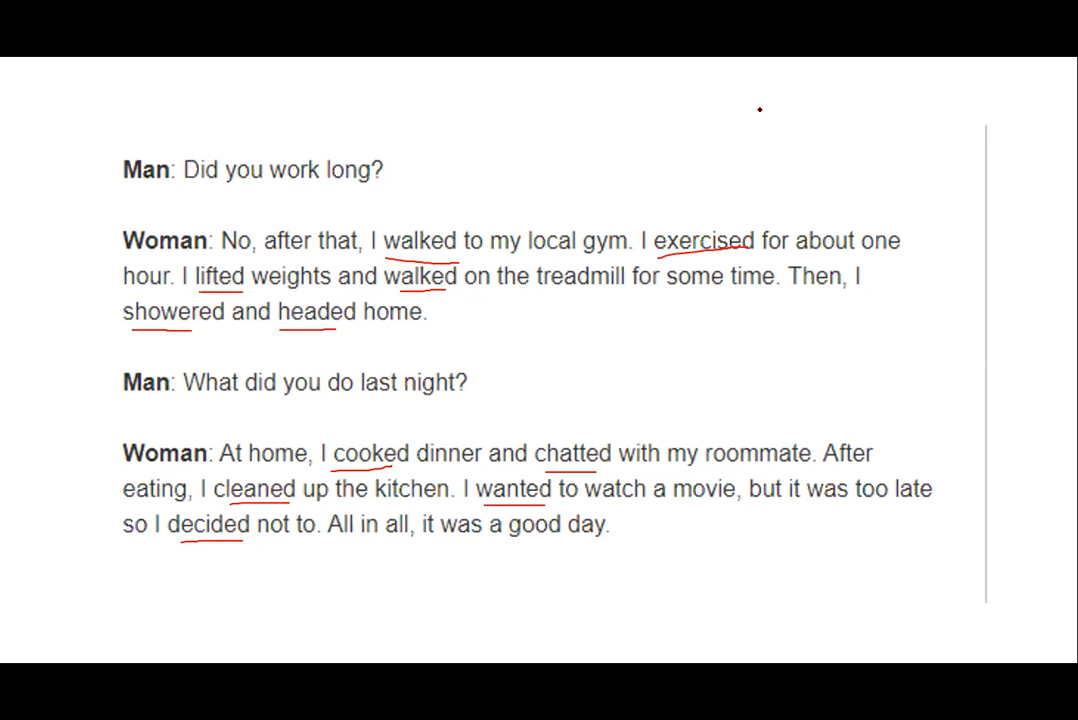 Man: Did you work long?
Woman: No, after that, I walked to my local gym. I exercised for about one
hour. I lifted weights and walked on the treadmill for some time. Then, I
showered and headed home.
Man: What did you do last night?
Woman: At home, I cooked dinner and chatted with my roommate. After
eating, I cleaned up the kitchen. I wanted to watch a movie, but it was too late
so I decided not to. All in all, it was a good day.